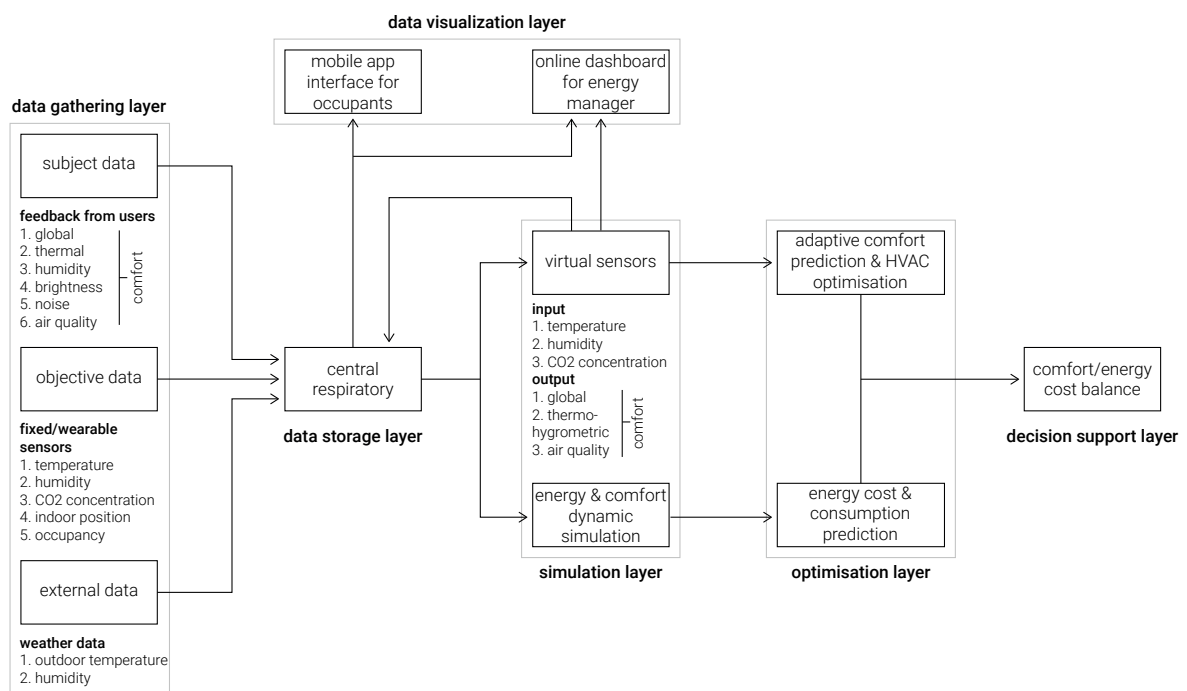 data visualization layer
mobile app
interface for
occupants
online dashboard
for energy
manager
data gathering layer
subject data
feedback from users
1. global
2. thermal
3. humidity
4. brightness
5. noise
6. air quality
comfort
objective data
fixed/wearable
sensors
1. temperature
2. humidity
3. CO2 concentration
4. indoor position
5. occupancy
external data
weather data
1. outdoor temperature
2. humidity
central
respiratory
data storage layer
virtual sensors
input
1. temperature
2. humidity
3. CO2 concentration
output
1. global
2. thermo-
hygrometric
3. air quality
comfort
energy & comfort
dynamic
simulation
simulation layer
adaptive comfort
prediction & HVAC
optimisation
energy cost &
consumption
prediction
optimisation layer
comfort/energy
cost balance
decision support layer